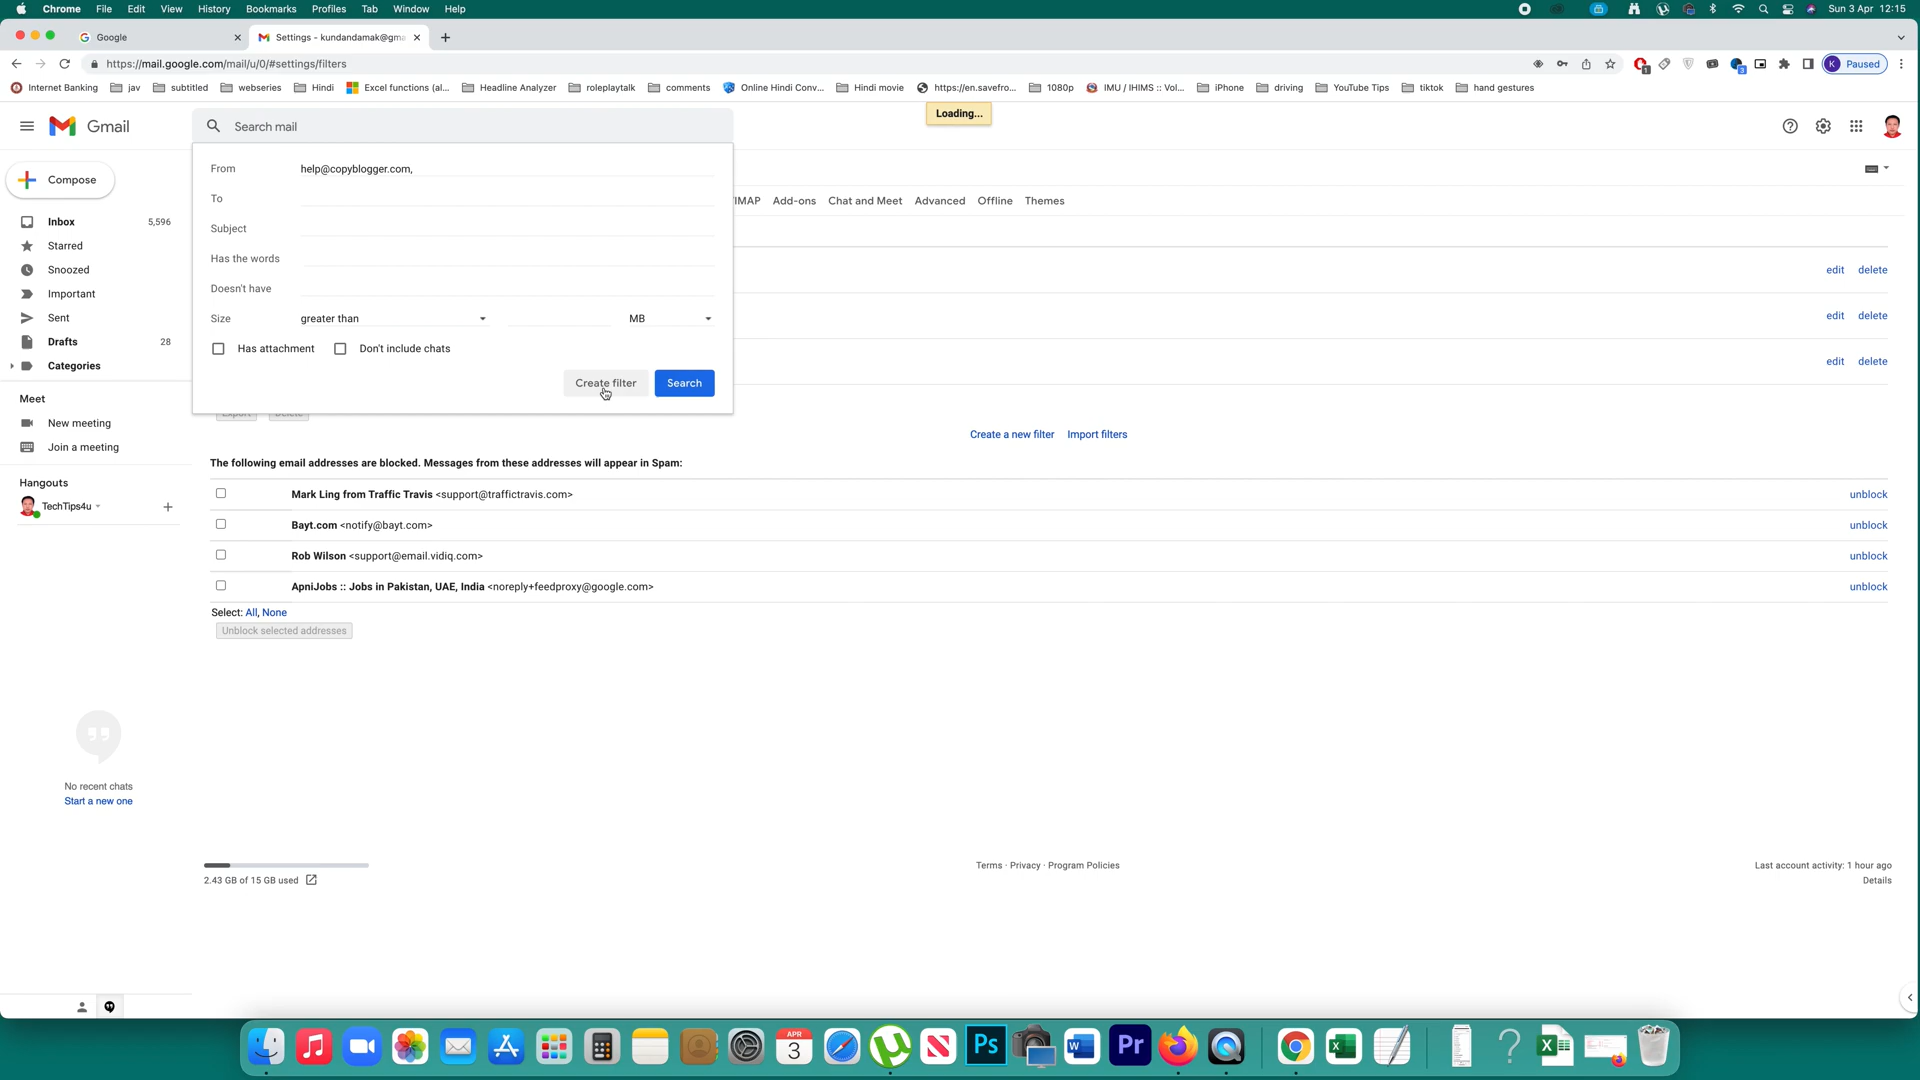 Chrome File Edit View History Bookmarks Profiles Tab Window Help Sun 3 Apr 12:15
Google Settings - kundandamak@gma
https://mail.google.com/mail/u/0/#settings/filters Paused
Internet Banking jav subtitled webseries Hindi Excel functions (al... Headline Analyzer roleplaytalk comments Online Hindi Conv... Hindi movie https://en.savefro... 1080p IMU / IHIMS :: Vol... iPhone driving YouTube Tips tiktok hand gestures
Loading...
Gmail Search mail
From help@copyblogger.com,
Compose
To
/IMAP Add-ons Chat and Meet Advanced Offline Themes
Inbox 5,596
Subject
Starred
Has the words
Snoozed edit delete
Doesn't have
Important
Size greater than MB edit delete
Sent
Drafts 28
Has attachment Don't include chats
Categories edit delete
Create filter Search
Meet
Export Delete
New meeting
Create a new filter Import filters
Join a meeting
The following email addresses are blocked. Messages from these addresses will appear in Spam:
Hangouts
Mark Ling from Traffic Travis <support@traffictravis.com> unblock
TechTips4u
Bayt.com <notify@bayt.com> unblock
Rob Wilson <support@email.vidiq.com> unblock
ApniJobs :: Jobs in Pakistan, UAE, India <noreply+feedproxy@google.com> unblock
Select: All, None
Unblock selected addresses
No recent chats
Start a new one
2.43 GB of 15 GB used
Terms · Privacy · Program Policies
Last account activity: 1 hour ago
Details
APR
3
Ps
Pr